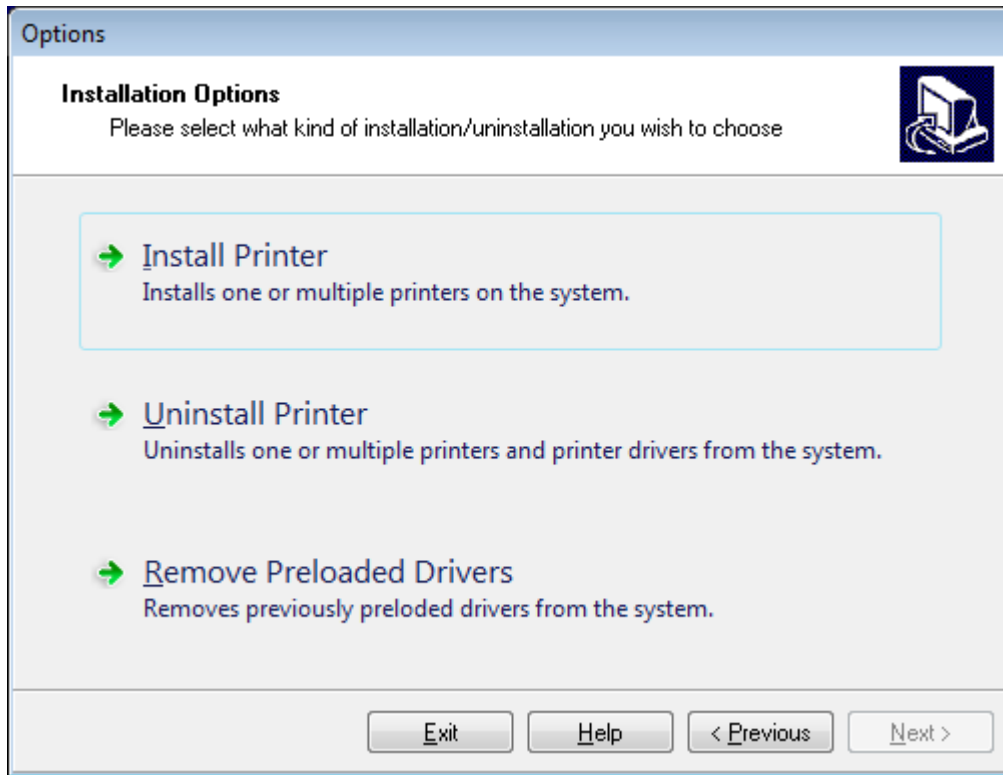 Options
Installation Options
Please select what kind of installation/uninstallation you wish to choose
Install Printer
Installs one or multiple printers on the system.
Uninstall Printer
Uninstalls one or multiple printers and printer drivers from the system.
Remove Preloaded Drivers
Removes previously preloded drivers from the system.
Exit Help < Previous Next >